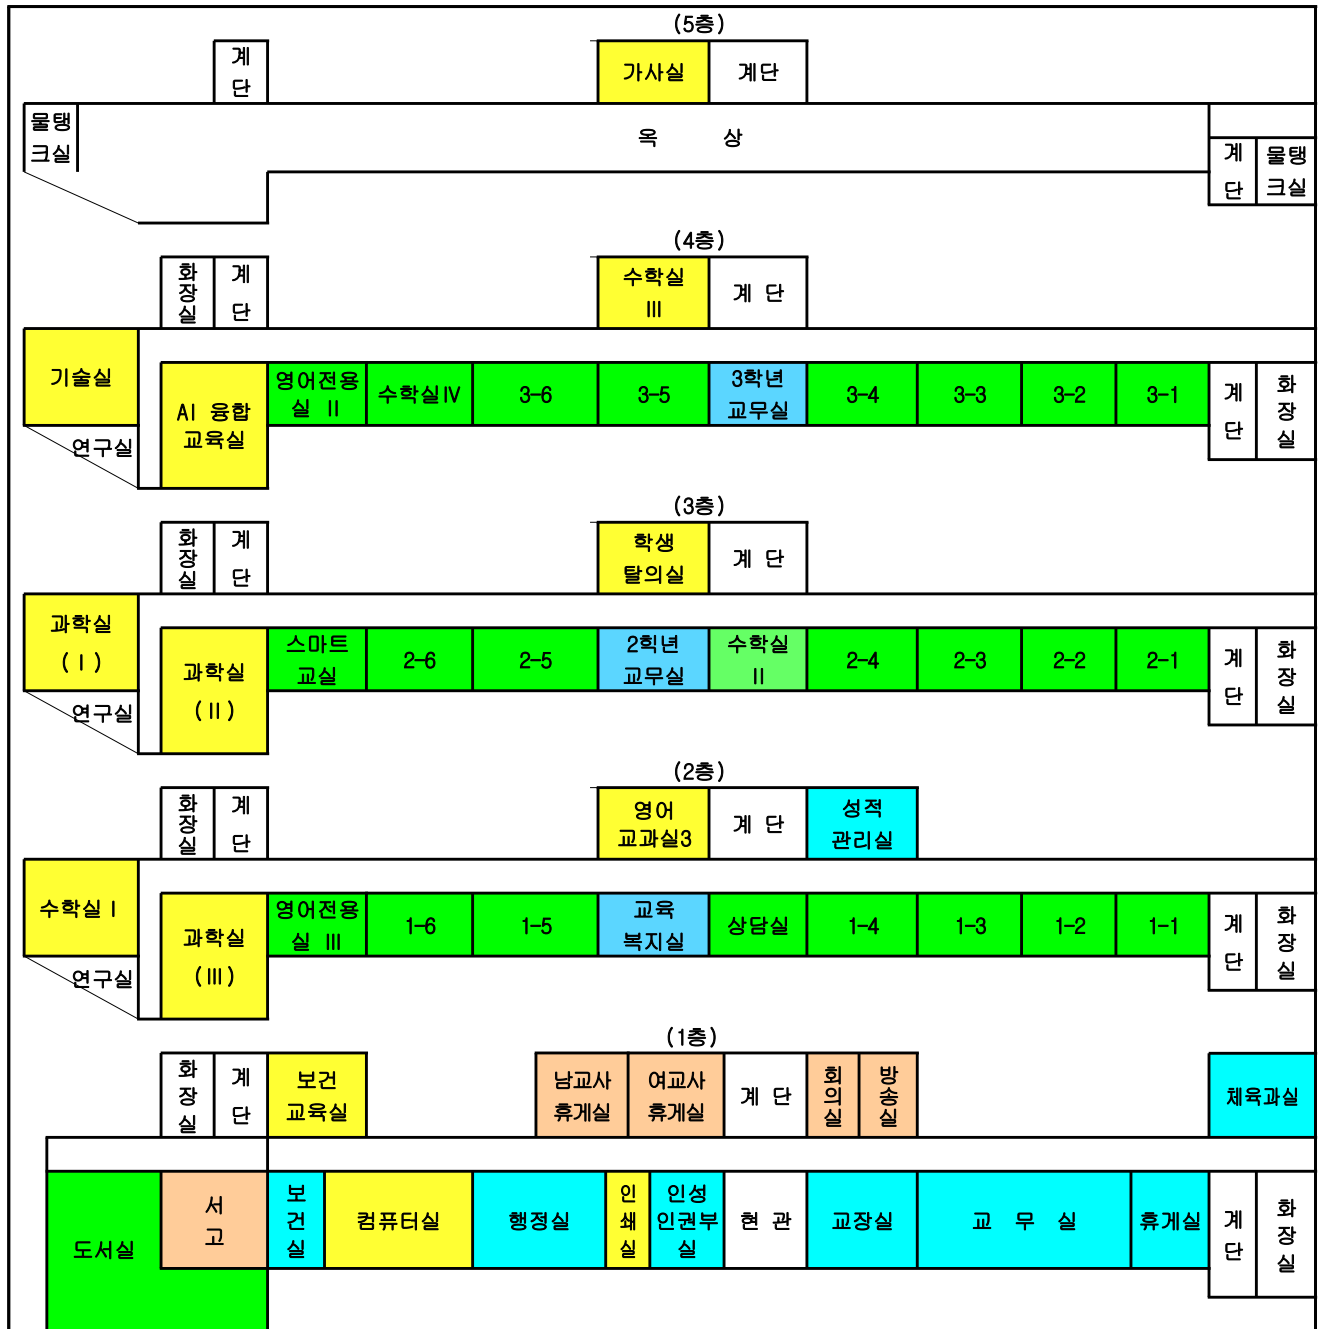 (5층)
계
단
가사실
계단
물탱
크실
옥 상
계
단
물탱
크실
(4층)
화
장
실
계
단
수학실
III
계 단
기술실
연구실
AI 융합
교육실
영어전용
실 II
수학실IV
3-6
3-5
3학년
교무실
3-4
3-3
3-2
3-1
계
단
화
장
실
(3층)
화
장
실
계
단
학생
탈의실
계 단
과학실
(I)
연구실
과학실
(II)
스마트
교실
2-6
2-5
2힉년
교무실
수학실
II
2-4
2-3
2-2
2-1
계
단
화
장
실
(2층)
화
장
실
계
단
영어
교과실3
계 단
성적
관리실
수학실 I
연구실
과학실
(III)
영어전용
실 III
1-6
1-5
교육
복지실
상담실
1-4
1-3
1-2
1-1
계
단
화
장
실
(1층)
화
장
실
계
단
보건
교육실
남교사
휴게실
여교사
휴게실
계 단
회
의
실
방
송
실
체육과실
도서실
서
고
보
건
실
컴퓨터실
행정실
인
쇄
실
인성
인권부
실
현 관
교장실
교 무 실
휴게실
계
단
화
장
실